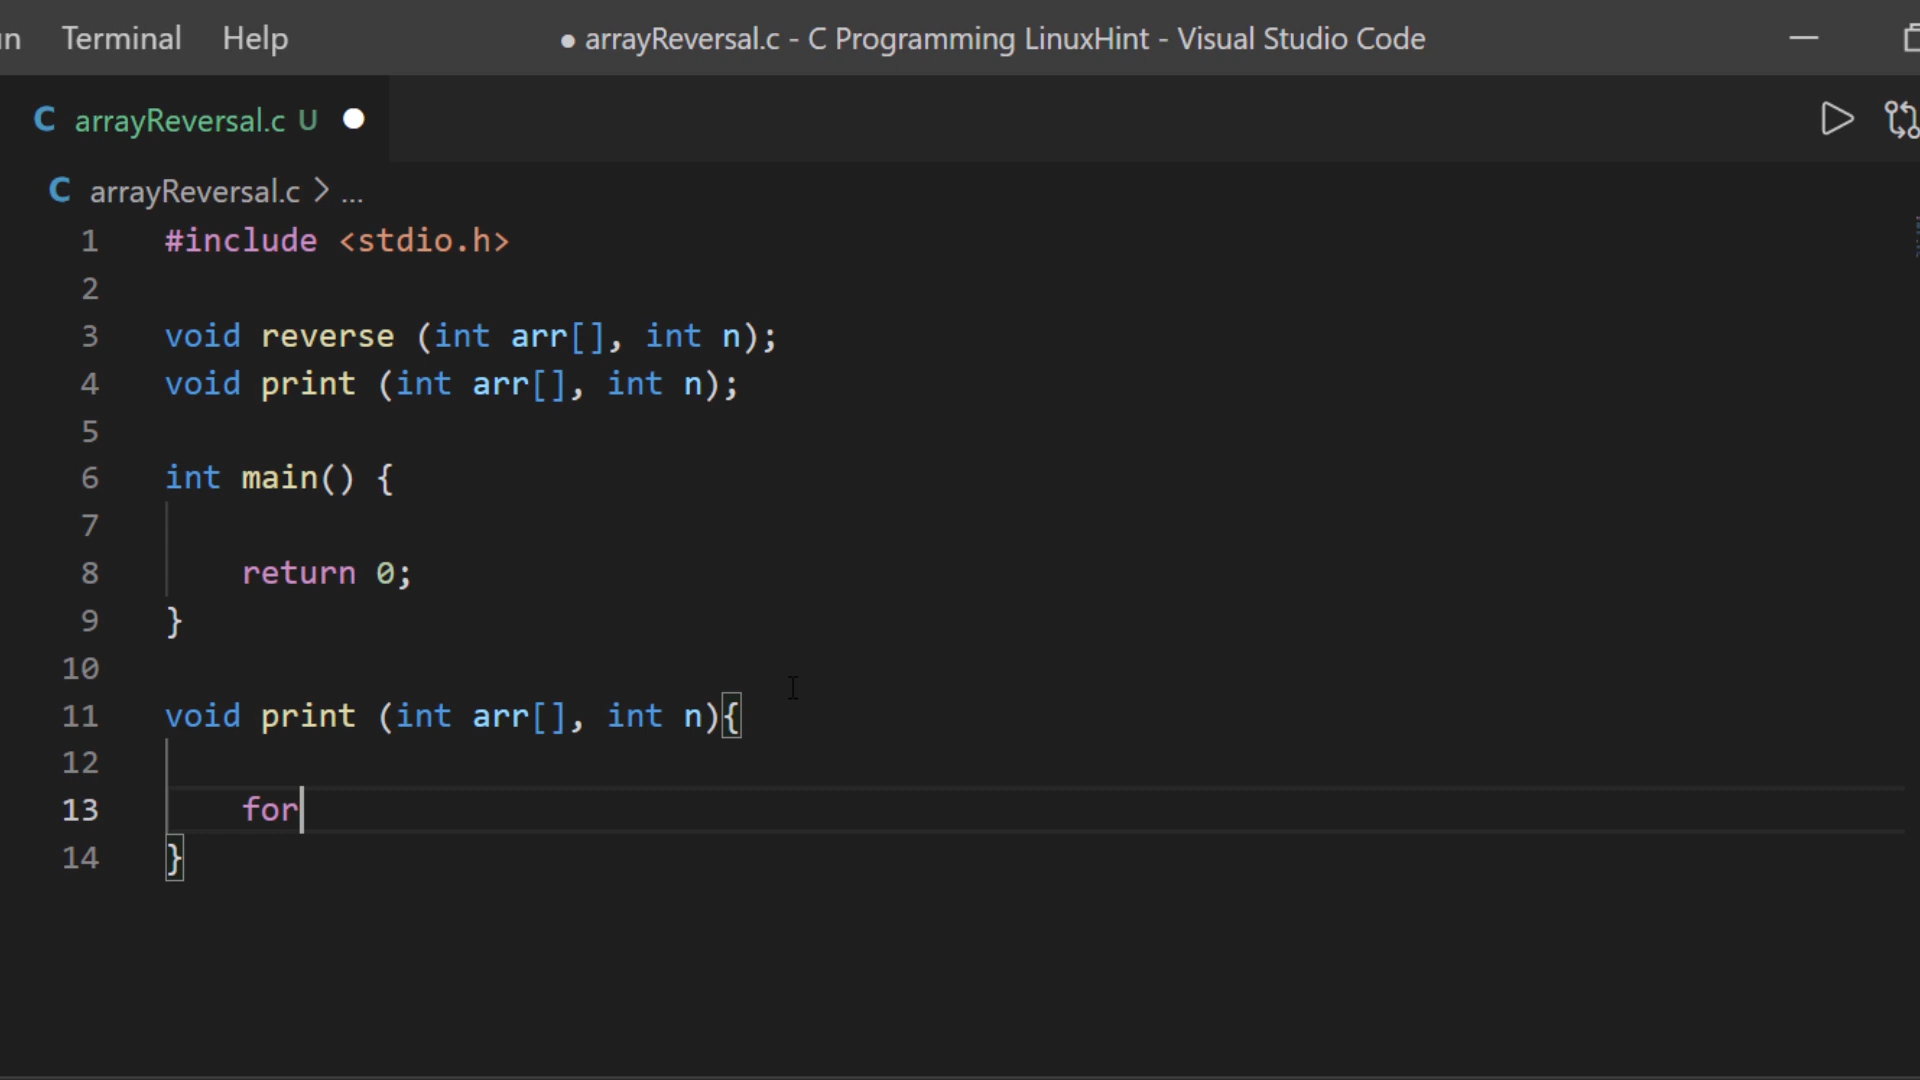 Terminal Help ● arrayReversal.c - C Programming LinuxHint - Visual Studio Code
C arrayReversal.c U ●
C arrayReversal.c > ...
1 #include <stdio.h>
2
3 void reverse (int arr[], int n);
4 void print (int arr[], int n);
5
6 int main() {
7
8 return 0;
9 }
10
11 void print (int arr[], int n){
12
13 for
14 }